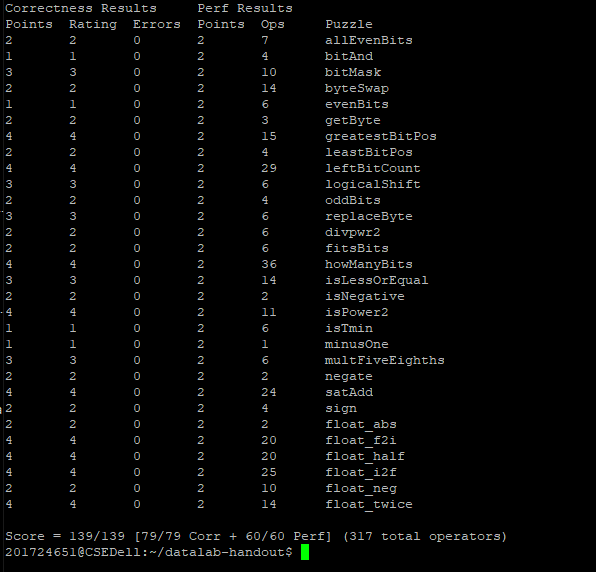 Correctness Results Perf Results
Points Rating Errors Points Ops Puzzle
2 2 0 2 7 allEvenBits
1 1 0 2 4 bitAnd
3 3 0 2 10 bitMask
2 2 0 2 14 byteSwap
1 1 0 2 6 evenBits
2 2 0 2 3 getByte
4 4 0 2 15 greatestBitPos
2 2 0 2 4 leastBitPos
4 4 0 2 29 leftBitCount
3 3 0 2 6 logicalShift
2 2 0 2 4 oddBits
3 3 0 2 6 replaceByte
2 2 0 2 6 divpwr2
2 2 0 2 6 fitsBits
4 4 0 2 36 howManyBits
3 3 0 2 14 isLessOrEqual
2 2 0 2 2 isNegative
4 4 0 2 11 isPower2
1 1 0 2 6 isTmin
1 1 0 2 1 minusOne
3 3 0 2 6 multFiveEighths
2 2 0 2 2 negate
4 4 0 2 24 satAdd
2 2 0 2 4 sign
2 2 0 2 2 float_abs
4 4 0 2 20 float_f2i
4 4 0 2 20 float_half
4 4 0 2 25 float_i2f
2 2 0 2 10 float_neg
4 4 0 2 14 float_twice
Score = 139/139 [79/79 Corr + 60/60 Perf] (317 total operators)
201724651@CSEDell:~/datalab-handout$